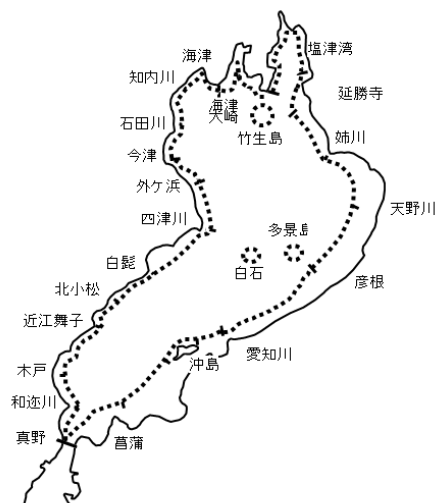 海津
塩津湾
知内川
海津
大崎
竹生島
延勝寺
石田川
姉川
今津
外ケ浜
天野川
四津川
多景島
白髭
白石
彦根
北小松
近江舞子
愛知川
沖島
木戸
和迩川
真野
菖蒲